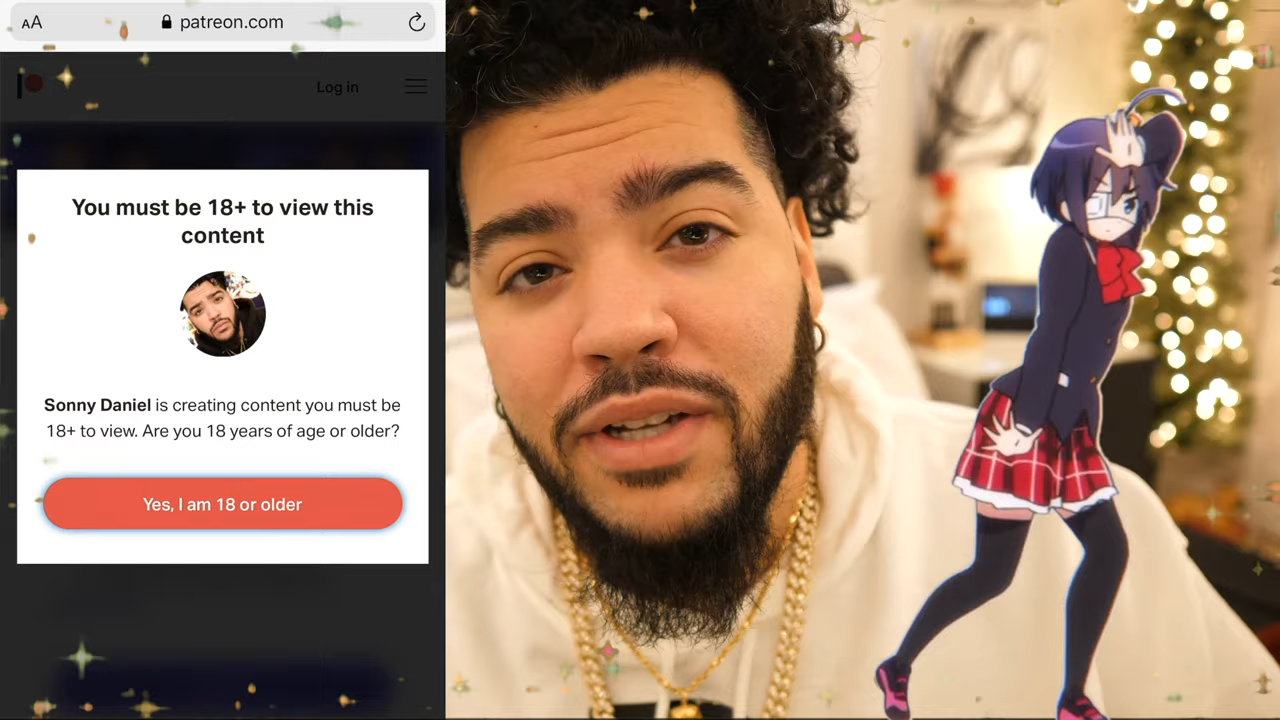 AA
patreon.com
Log in
You must be 18+ to view this
content
Sonny Daniel is creating content you must be
18+ to view. Are you 18 years of age or older?
Yes, I am 18 or older